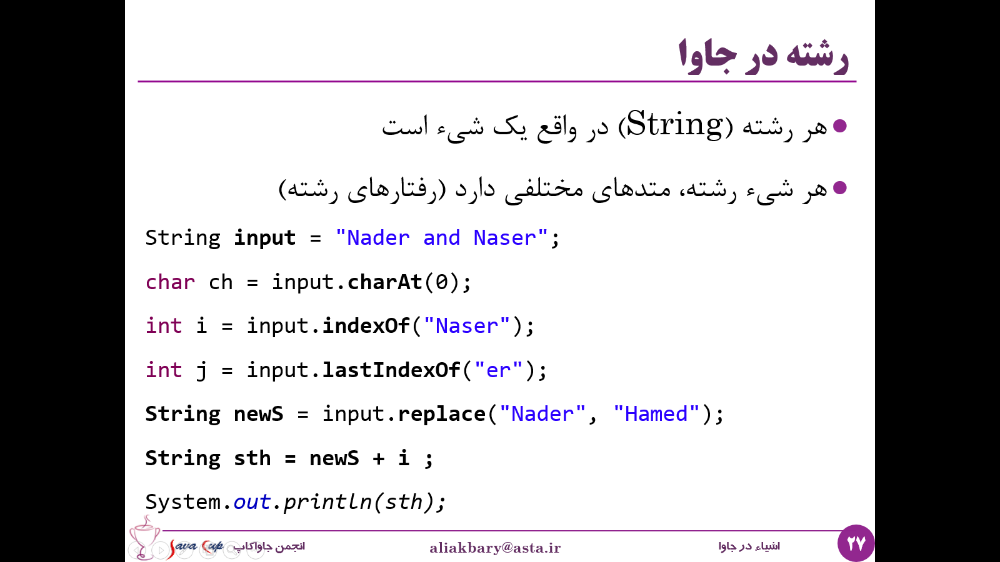 رشته در جاوا
هر رشته (String) در واقع یک شیء است
هر شیء رشته، متدهای مختلفی دارد (رفتارهای رشته)
String input = "Nader and Naser";
char ch = input.charAt(0);
int i = input.indexOf("Naser");
int j = input.lastIndexOf("er");
String newS = input.replace("Nader", "Hamed");
String sth = newS + i ;
System.out.println(sth);
۲۷
اشیاء در جاوا
aliakbary@asta.ir
انجمن جاواکاپ
Java Cup